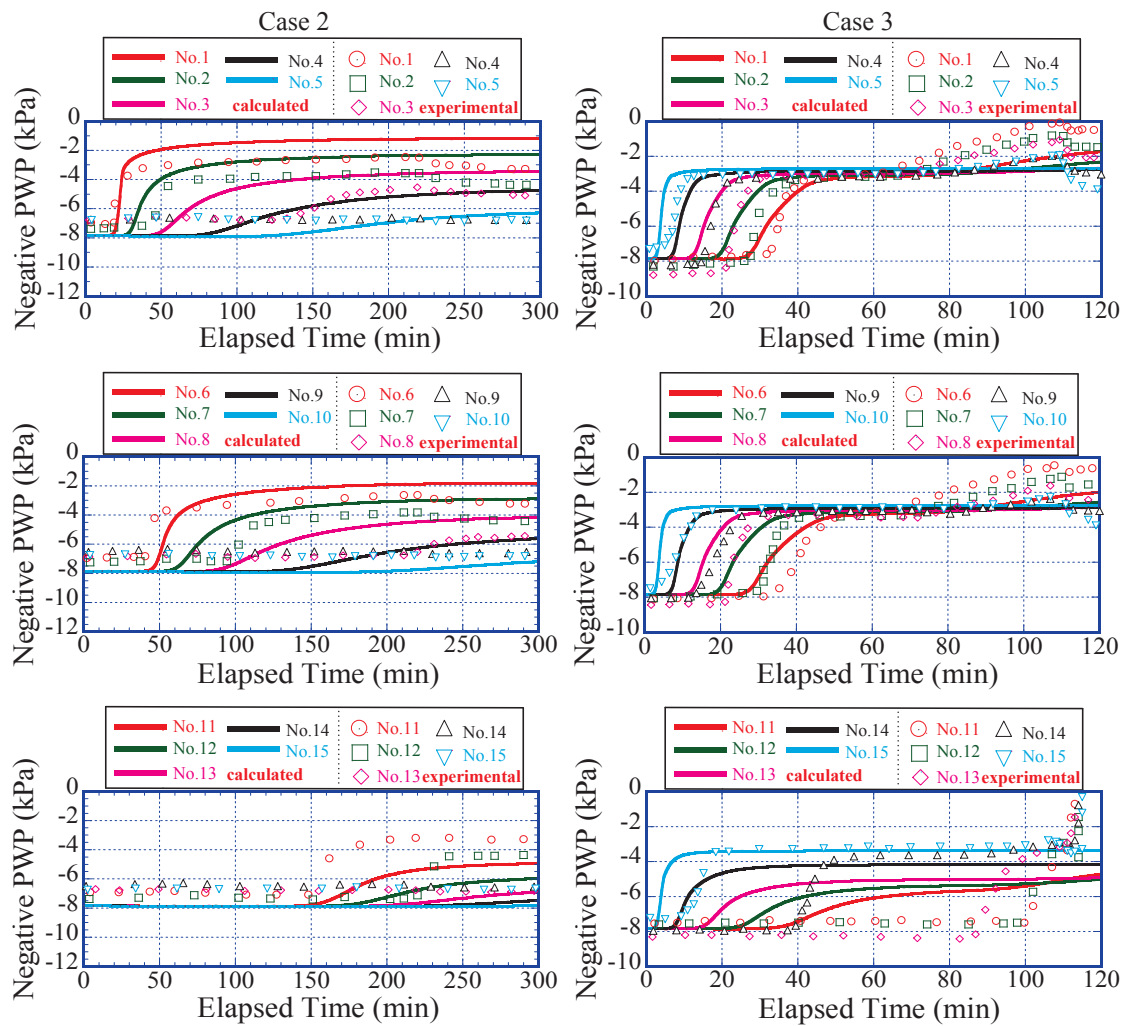 Case 2
No.1 No.4 No.1 No.4
No.2 No.5 No.2 No.5
No.3 calculated No.3 experimental
Negative PWP (kPa)
0
-2
-4
-6
-8
-10
-12
0 50 100 150 200 250 300
Elapsed Time (min)
Case 3
No.1 No.4 No.1 No.4
No.2 No.5 No.2 No.5
No.3 calculated No.3 experimental
Negative PWP (kPa)
0
-2
-4
-6
-8
-10
0 20 40 60 80 100 120
Elapsed Time (min)
No.6 No.9 No.6 No.9
No.7 No.10 No.7 No.10
No.8 calculated No.8 experimental
Negative PWP (kPa)
0
-2
-4
-6
-8
-10
-12
0 50 100 150 200 250 300
Elapsed Time (min)
No.6 No.9 No.6 No.9
No.7 No.10 No.7 No.10
No.8 calculated No.8 experimental
Negative PWP (kPa)
0
-2
-4
-6
-8
-10
0 20 40 60 80 100 120
Elapsed Time (min)
No.11 No.14 No.11 No.14
No.12 No.15 No.12 No.15
No.13 calculated No.13 experimental
Negative PWP (kPa)
0
-2
-4
-6
-8
-10
-12
0 50 100 150 200 250 300
Elapsed Time (min)
No.11 No.14 No.11 No.14
No.12 No.15 No.12 No.15
No.13 calculated No.13 experimental
Negative PWP (kPa)
0
-2
-4
-6
-8
-10
0 20 40 60 80 100 120
Elapsed Time (min)